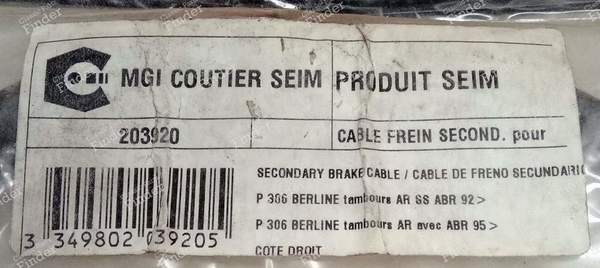 MGI COUTIER SEIM PRODUIT SEIM
203920 CABLE FREIN SECOND. pour
SECONDARY BRAKE CABLE / CABLE DE FRENO SECUNDARIO
P 306 BERLINE tambours AR SS ABR 92 >
P 306 BERLINE tambours AR avec ABR 95 >
COTE DROIT
3 349802 039205